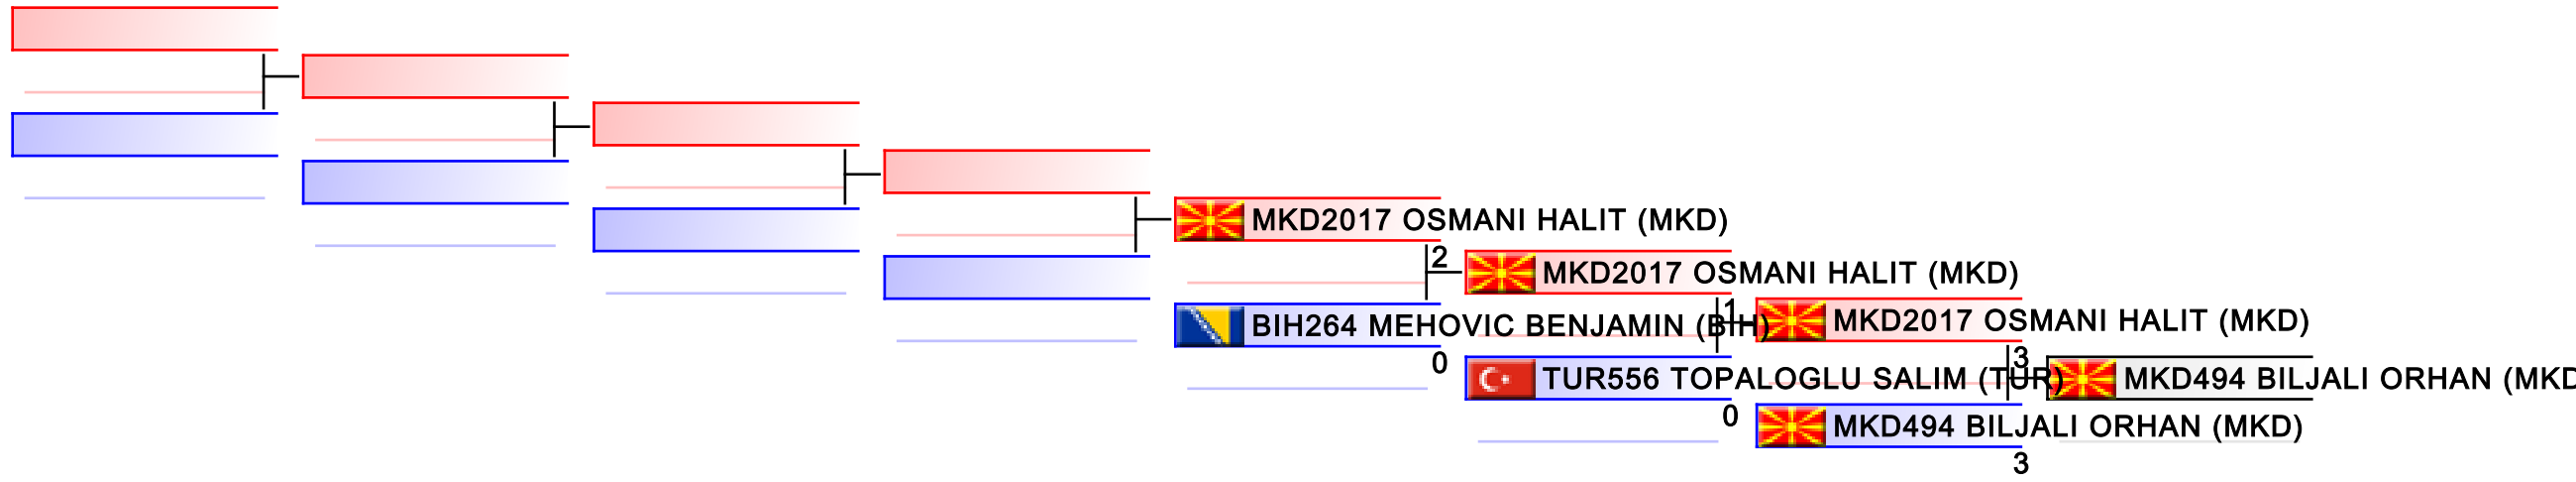 MKD2017 OSMANI HALIT (MKD)
2
MKD2017 OSMANI HALIT (MKD)
BIH264 MEHOVIC BENJAMIN (BIH)
1
MKD2017 OSMANI HALIT (MKD)
0
3
TUR556 TOPALOGLU SALIM (TUR)
MKD494 BILJALI ORHAN (MKD
0
MKD494 BILJALI ORHAN (MKD)
3